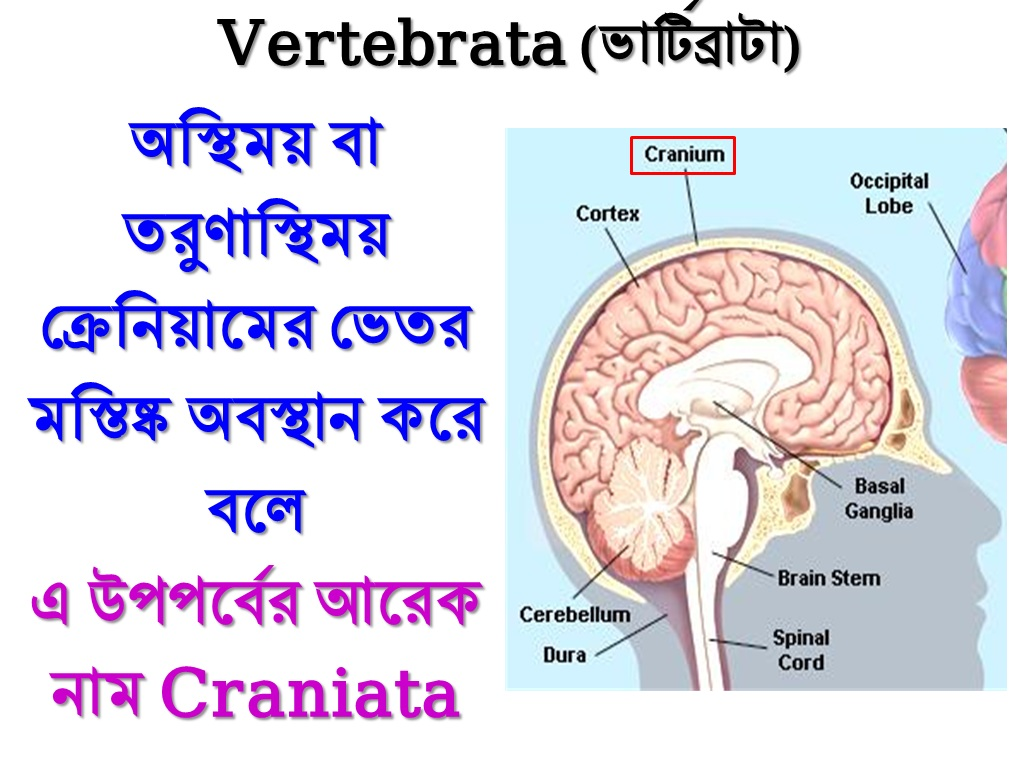 Vertebrata (ভার্টিব্রাটা)
অস্থিময় বা
তরুণাস্থিময়
ক্রেনিয়ামের ভেতর
মস্তিষ্ক অবস্থান করে
বলে
এ উপপর্বের আরেক
নাম Craniata
Cranium
Occipital
Lobe
Cortex
Basal
Ganglia
Brain Stem
Cerebellum
Spinal
Cord
Dura